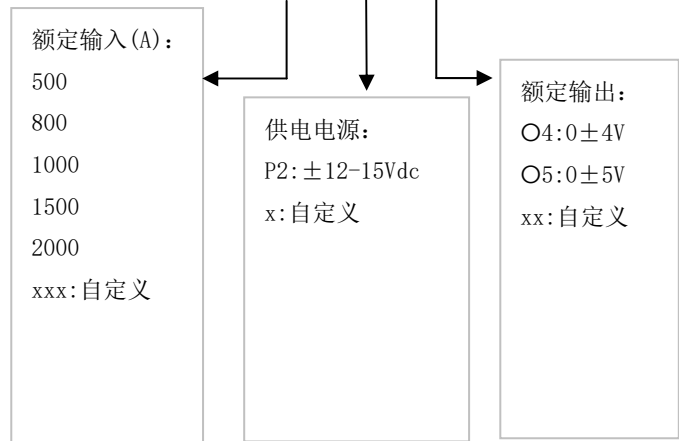 额定输入(A):
500
800
1000
1500
2000
xxx:自定义
供电电源:
P2:±12-15Vdc
x:自定义
额定输出:
O4:0±4V
O5:0±5V
xx:自定义